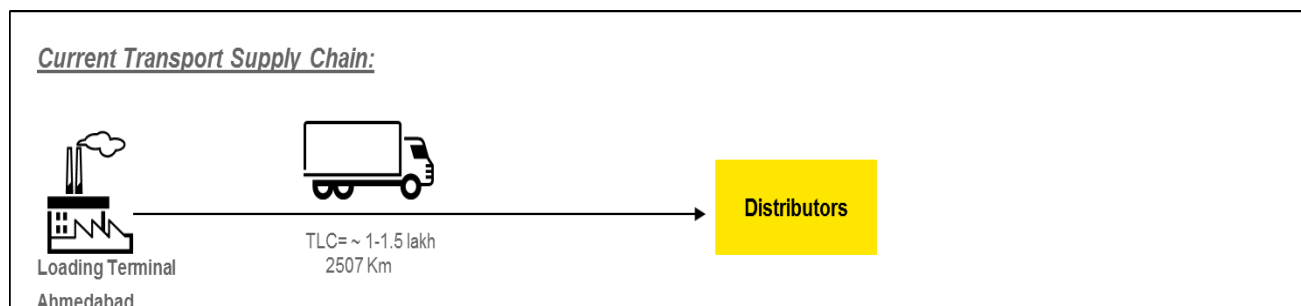 Current Transport Supply Chain:
Distributors
TLC= ~ 1-1.5 lakh
2507 Km
Loading Terminal
Ahmedabad